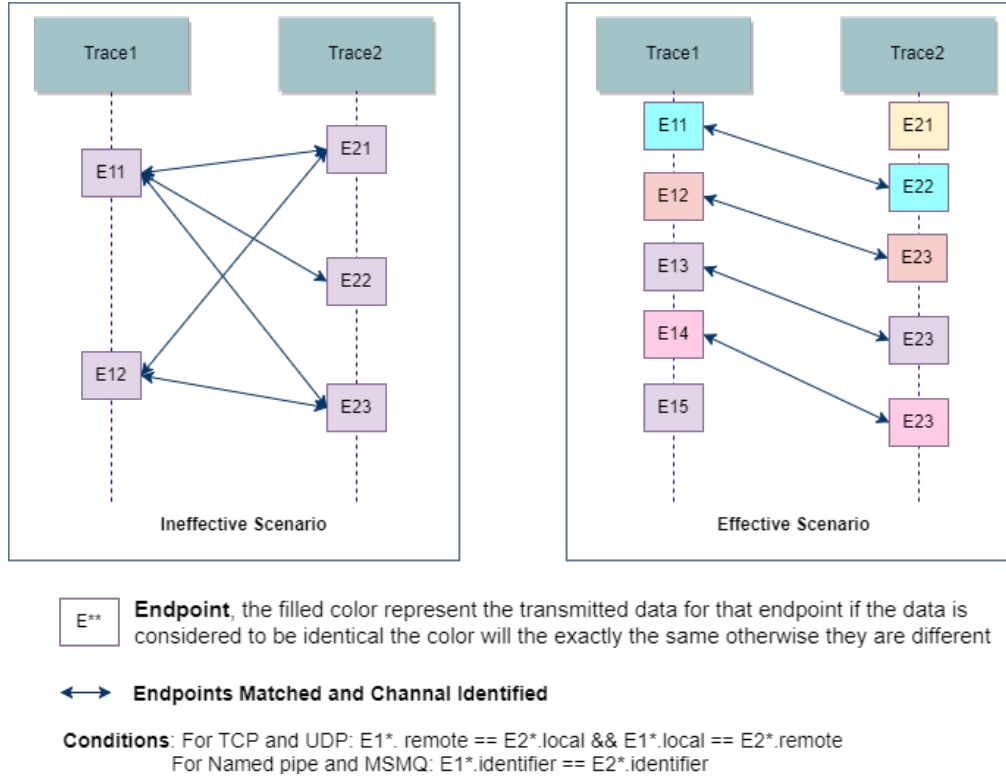 Trace1
Trace2
E11
E21
E22
E12
E23
Ineffective Scenario
Trace1
Trace2
E11
E21
E22
E12
E23
E13
E23
E14
E23
E15
Effective Scenario
E** Endpoint, the filled color represent the transmitted data for that endpoint if the data is
considered to be identical the color will the exactly the same otherwise they are different
Endpoints Matched and Channal Identified
Conditions: For TCP and UDP: E1*. remote == E2*.local && E1*.local == E2*.remote
For Named pipe and MSMQ: E1*.identifier == E2*.identifier